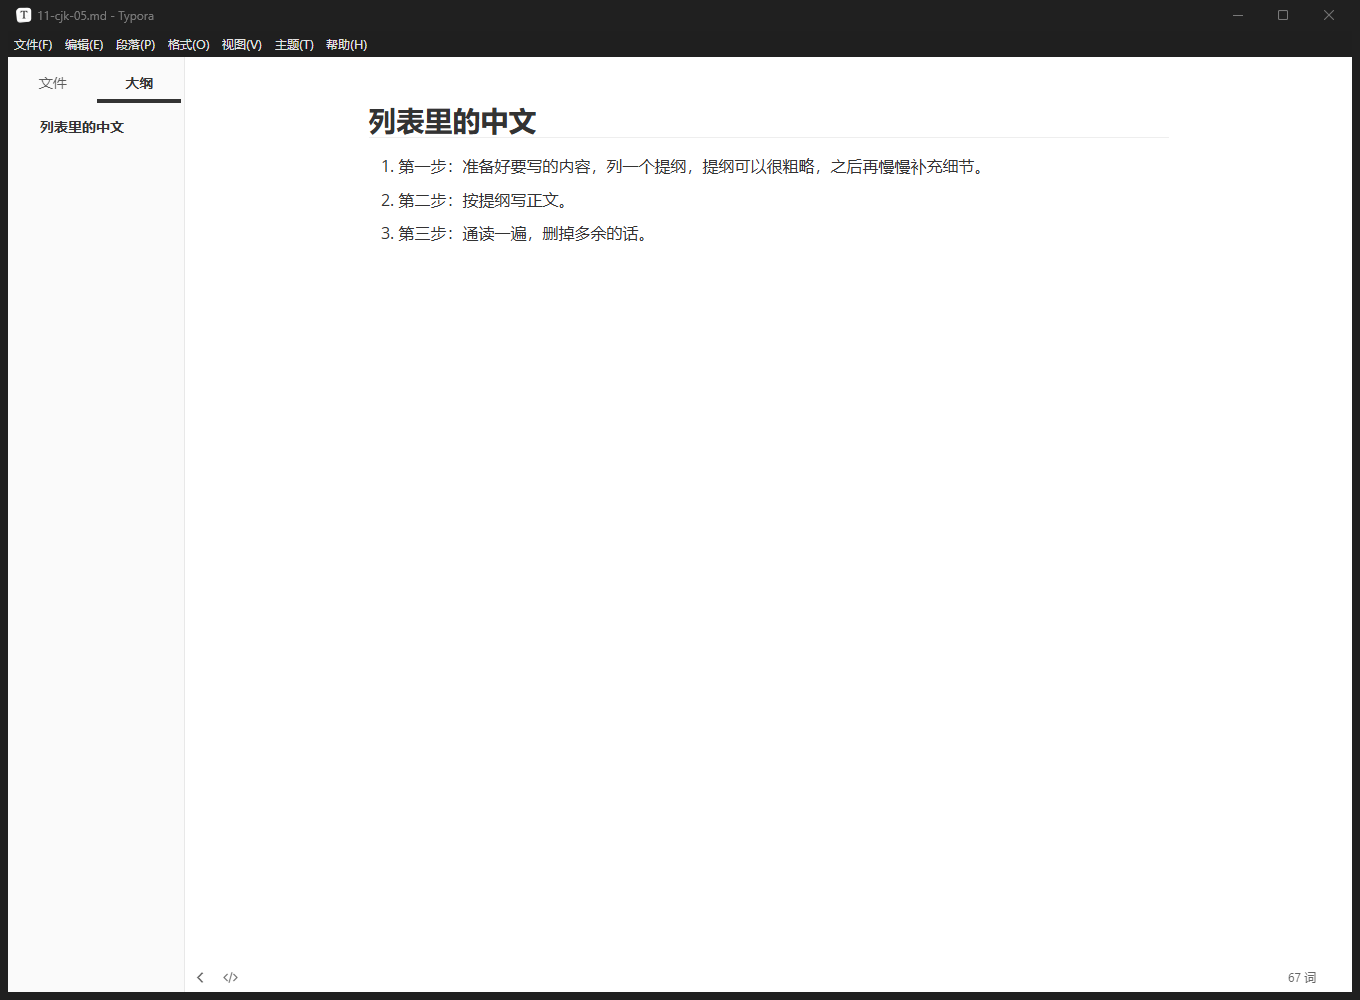 11-cjk-05.md - Typora
文件(F) 编辑(E) 段落(P) 格式(O) 视图(V) 主题(T) 帮助(H)
文件 大纲
列表里的中文
列表里的中文
1. 第一步：准备好要写的内容，列一个提纲，提纲可以很粗略，之后再慢慢补充细节。
2. 第二步：按提纲写正文。
3. 第三步：通读一遍，删掉多余的话。
67 词